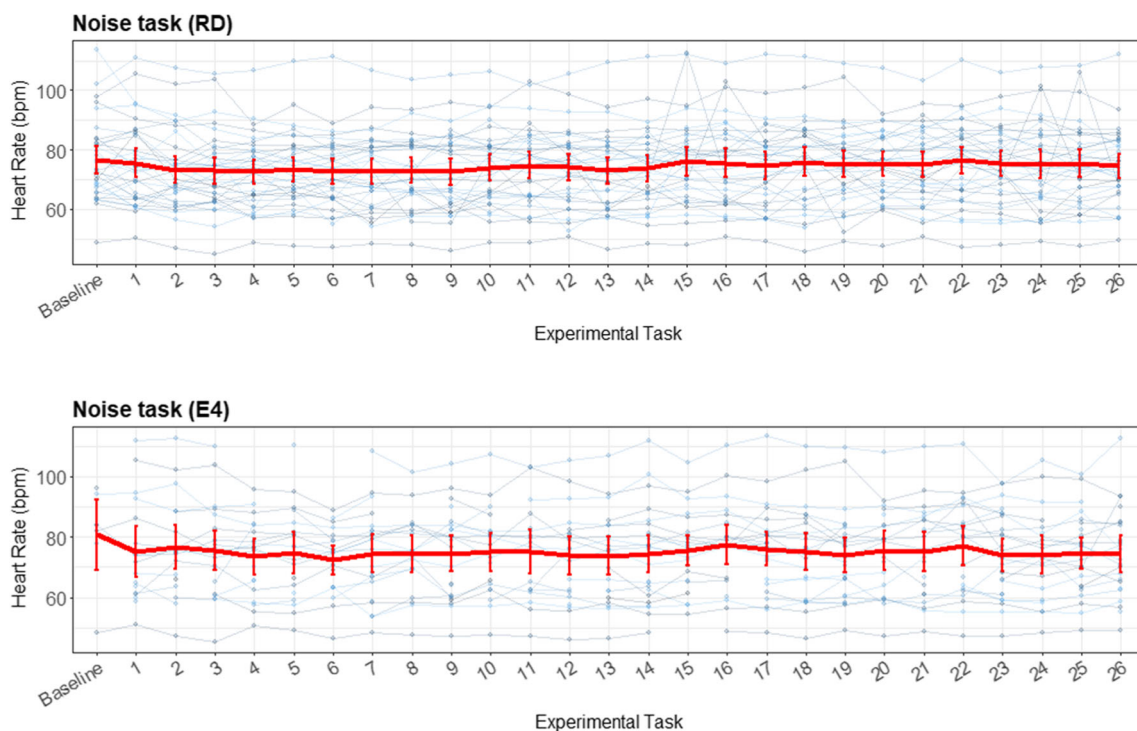 Noise task (RD)
Heart Rate (bpm)
100
80
60
Baseline 1 2 3 4 5 6 7 8 9 10 11 12 13 14 15 16 17 18 19 20 21 22 23 24 25 26
Experimental Task
Noise task (E4)
Heart Rate (bpm)
100
80
60
Baseline 1 2 3 4 5 6 7 8 9 10 11 12 13 14 15 16 17 18 19 20 21 22 23 24 25 26
Experimental Task